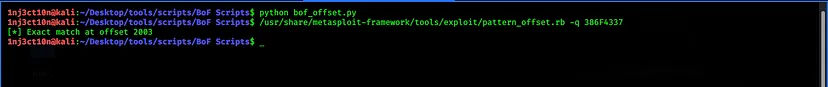 1nj3ct10n@kali:~/Desktop/tools/scripts/BoF Scripts$ python bof_offset.py
1nj3ct10n@kali:~/Desktop/tools/scripts/BoF Scripts$ /usr/share/metasploit-framework/tools/exploit/pattern_offset.rb -q 386F4337
[*] Exact match at offset 2003
1nj3ct10n@kali:~/Desktop/tools/scripts/BoF Scripts$ _